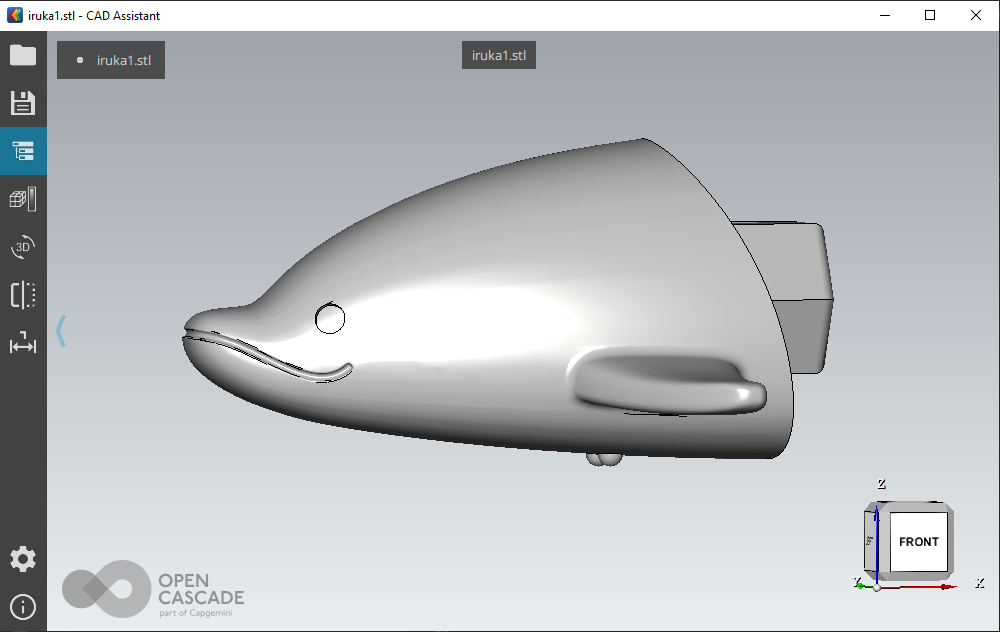 iruka1.stl - CAD Assistant
iruka1.stl
iruka1.stl
3D
Z
FRONT
Y
X
OPEN
CASCADE
part of Capgemini